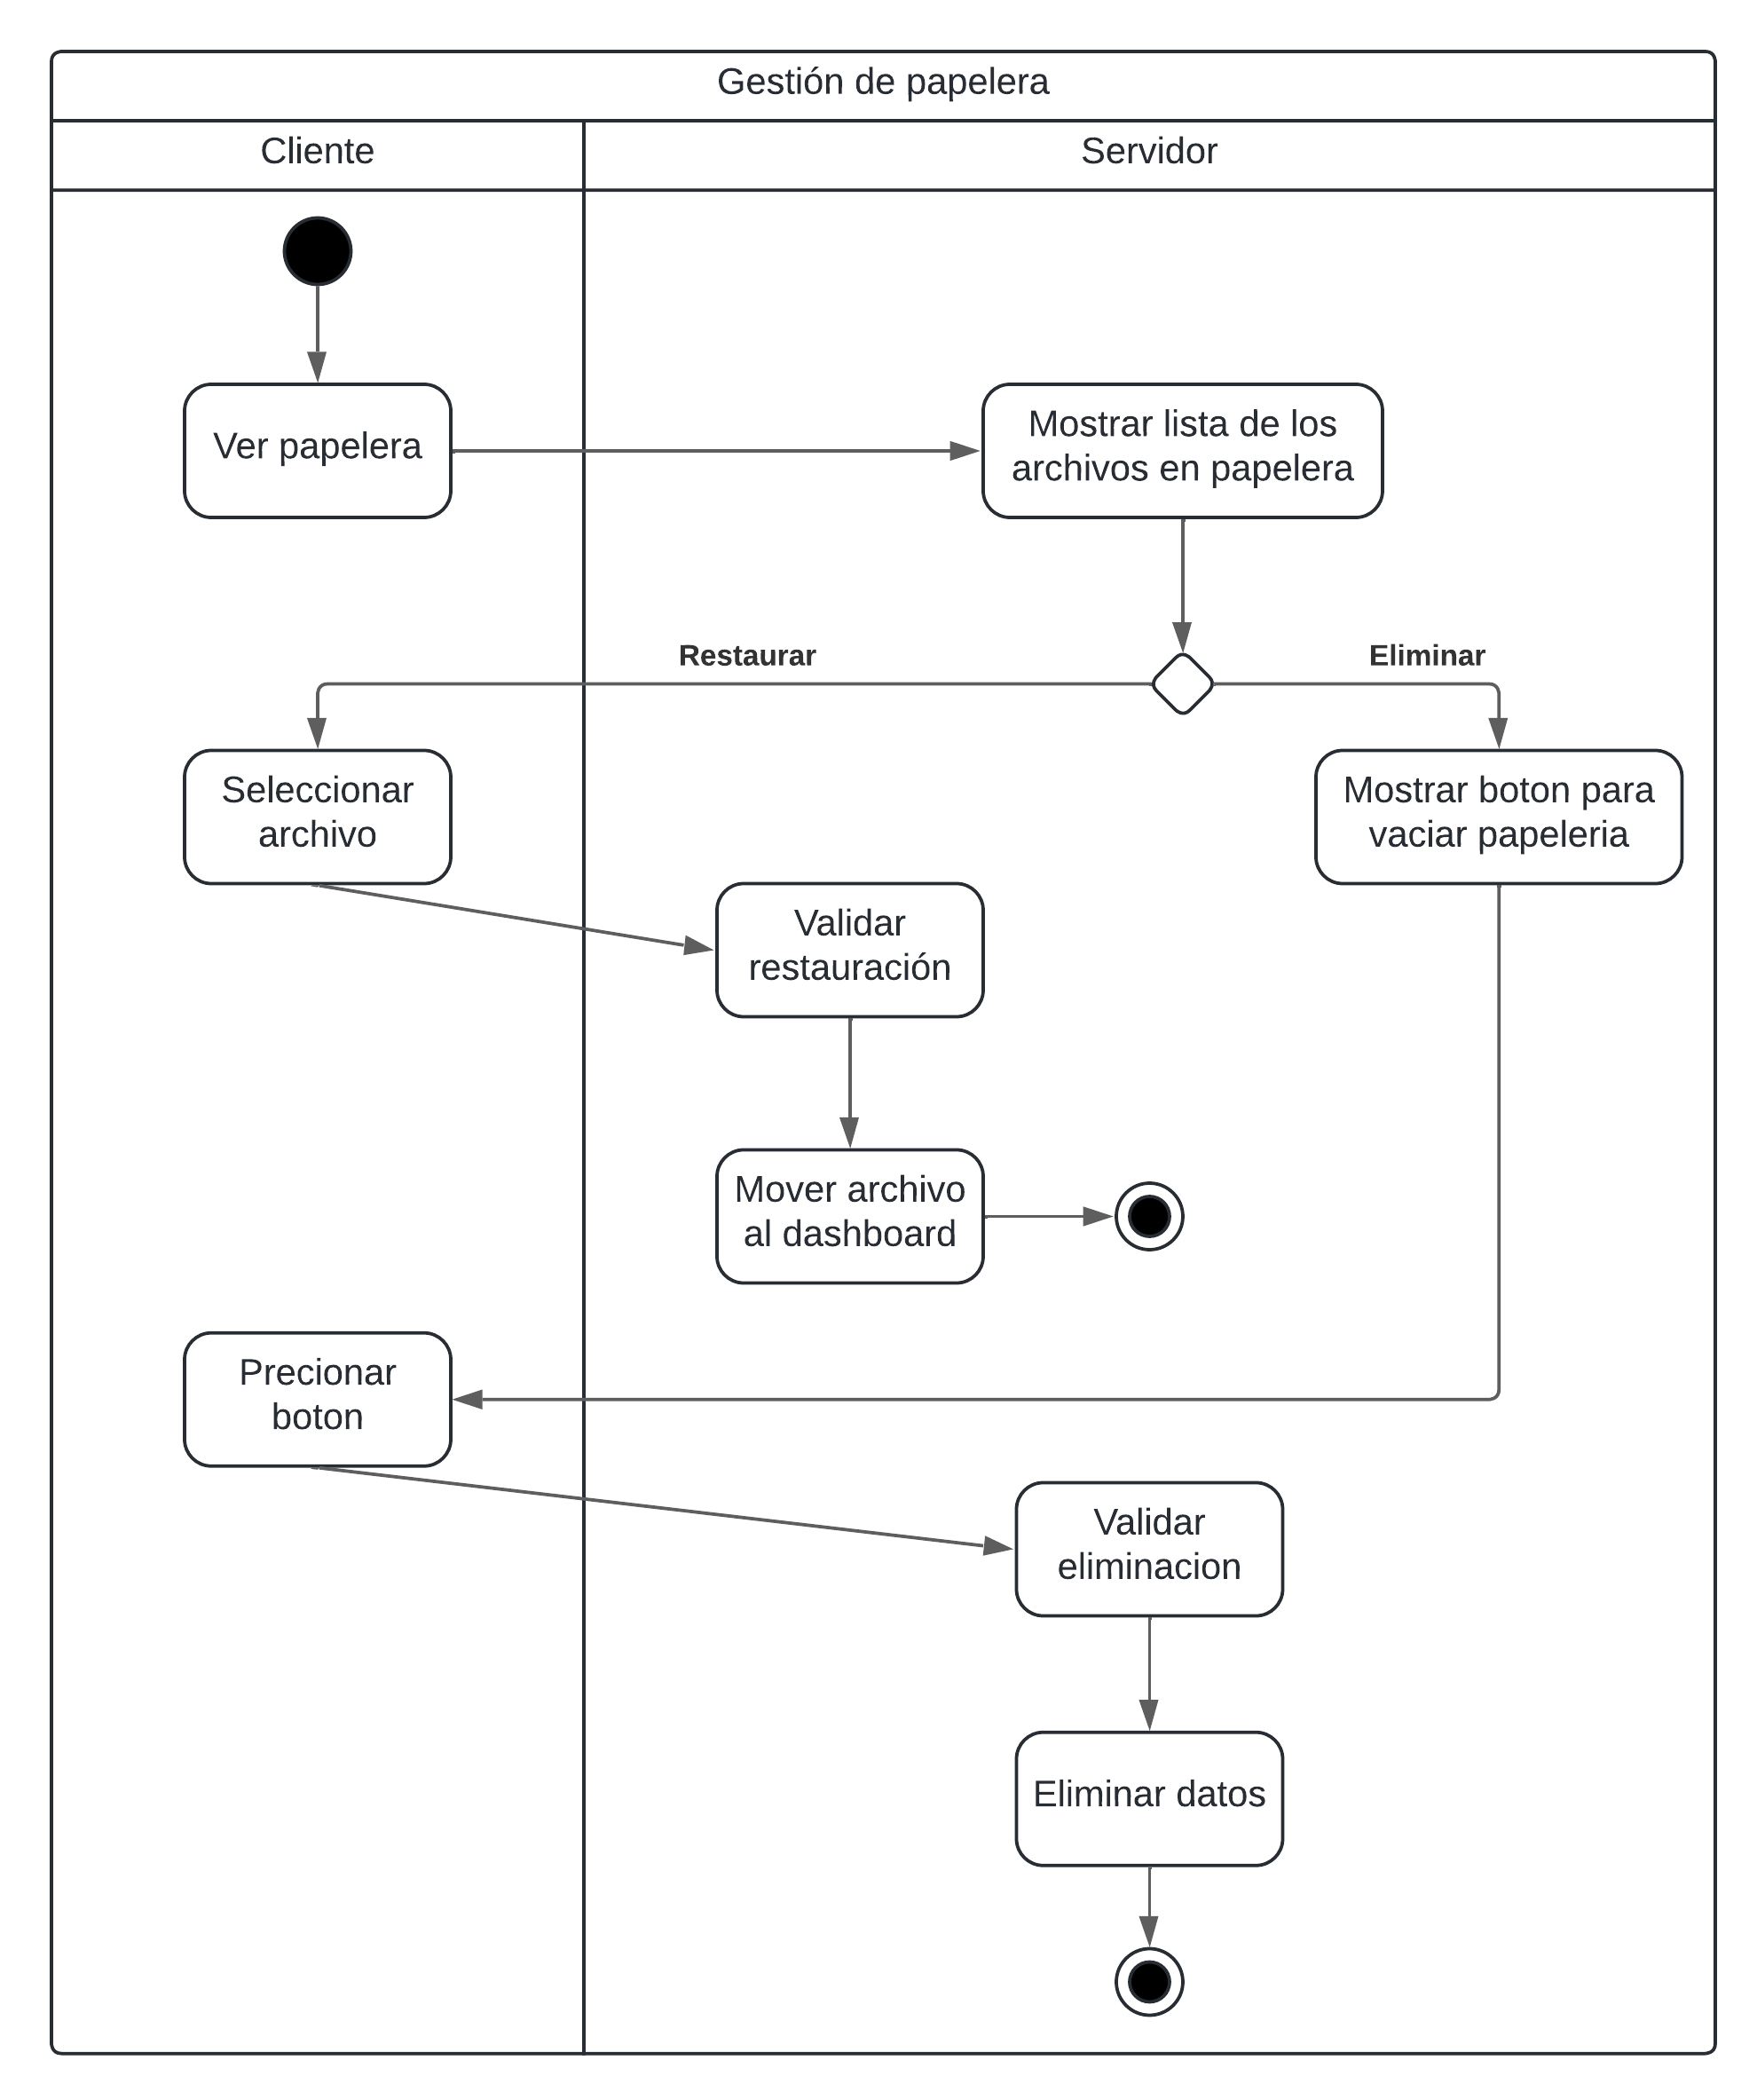 Gestión de papelera
Cliente
Servidor
Ver papelera
Mostrar lista de los
archivos en papelera
Restaurar
Eliminar
Seleccionar
archivo
Mostrar boton para
vaciar papeleria
Validar
restauración
Mover archivo
al dashboard
Precionar
boton
Validar
eliminacion
Eliminar datos